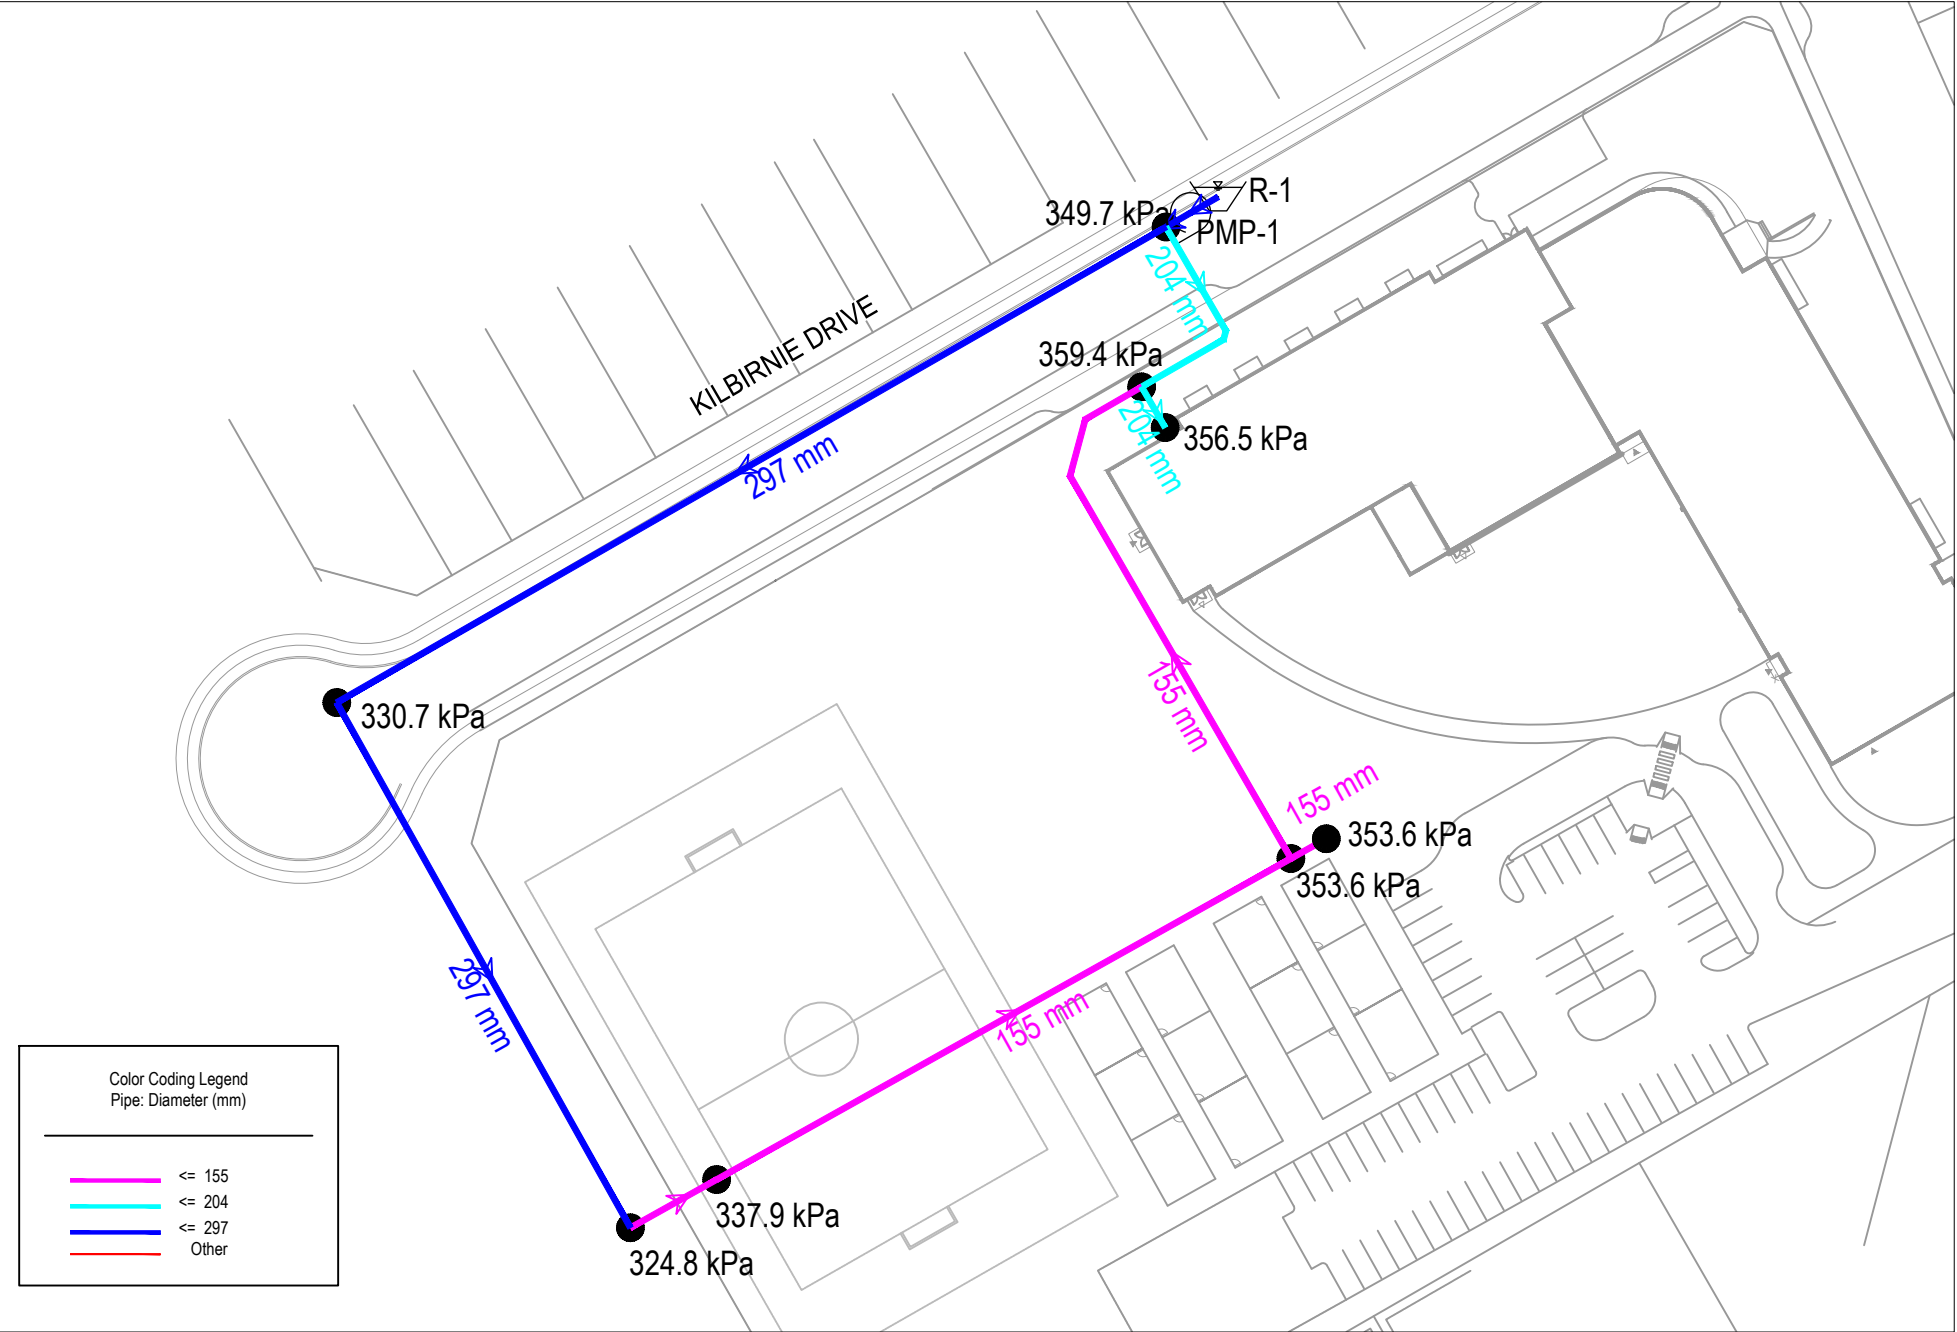 R-1
349.7 kPa
PMP-1
204 mm
KILBIRNIE DRIVE
359.4 kPa
204 mm
356.5 kPa
297 mm
155 mm
330.7 kPa
155 mm
353.6 kPa
353.6 kPa
297 mm
155 mm
337.9 kPa
324.8 kPa
Color Coding Legend
Pipe: Diameter (mm)
<= 155
<= 204
<= 297
Other